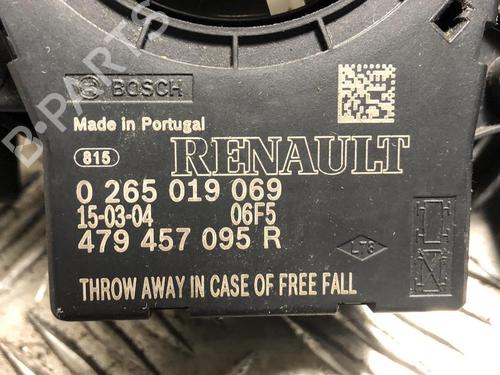 B-PARTS
BOSCH
Made in Portugal
815
RENAULT
0 265 019 069
15-03-04 06F5
479 457 095 R
LTG
THROW AWAY IN CASE OF FREE FALL